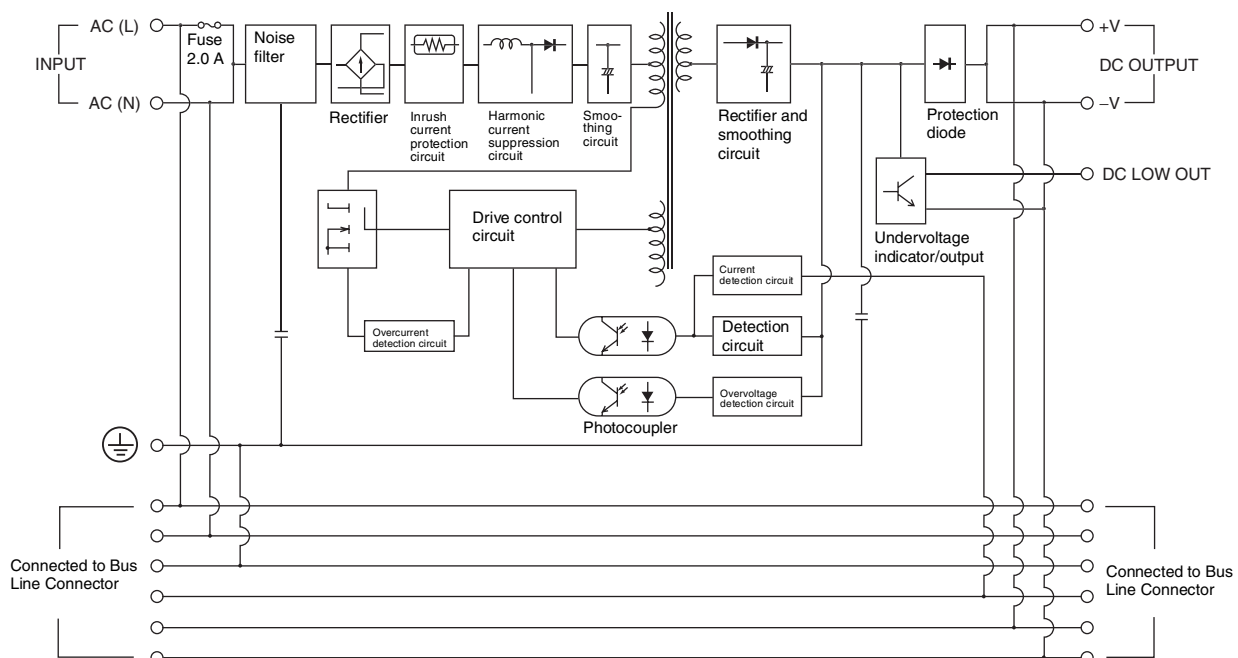 AC (L)
INPUT
AC (N)
Fuse
2.0 A
Noise
filter
Rectifier
Inrush
current
protection
circuit
Harmonic
current
suppression
circuit
Smoo-
thing
circuit
Rectifier and
smoothing
circuit
Protection
diode
+V
DC OUTPUT
–V
DC LOW OUT
Undervoltage
indicator/output
Drive control
circuit
Overcurrent
detection circuit
Current
detection circuit
Detection
circuit
Overvoltage
detection circuit
Photocoupler
Connected to Bus
Line Connector
Connected to Bus
Line Connector